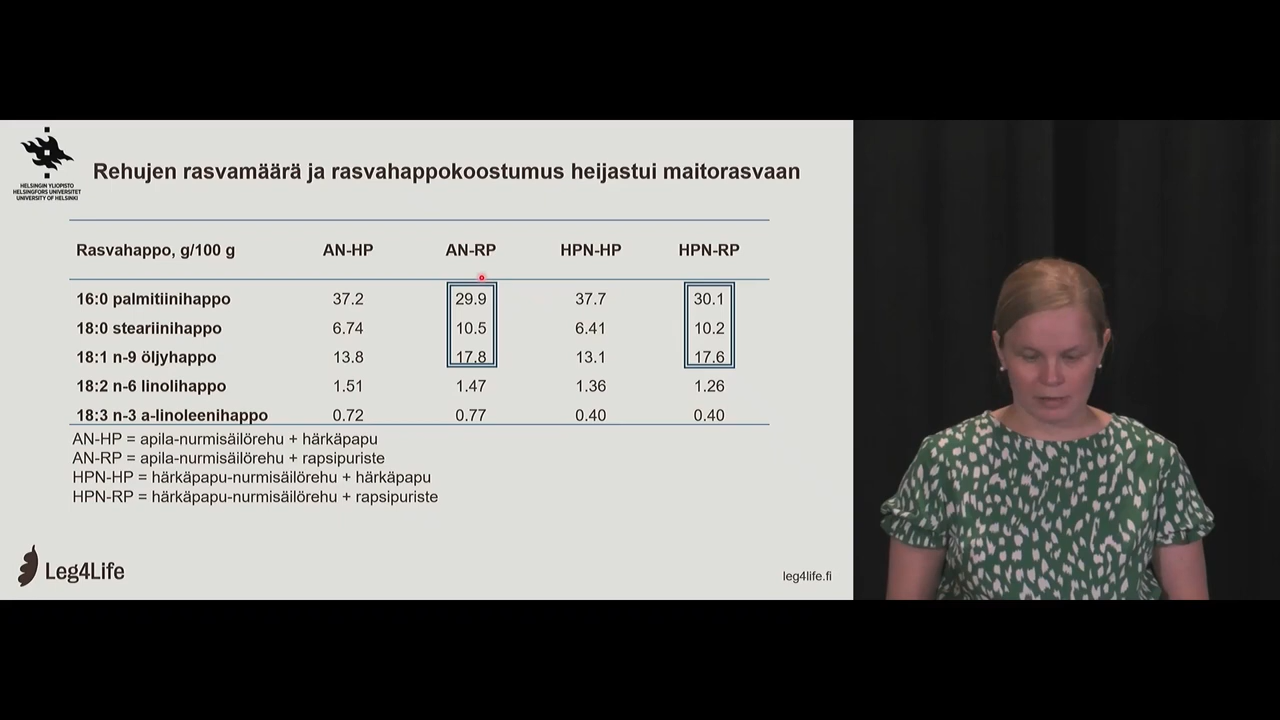 HELSINGIN YLIOPISTO
HELSINGFORS UNIVERSITET
UNIVERSITY OF HELSINKI
Rehujen rasvamäärä ja rasvahappokoostumus heijastui maitorasvaan
Rasvahappo, g/100 g AN-HP AN-RP HPN-HP HPN-RP
16:0 palmitiinihappo 37.2 29.9 37.7 30.1
18:0 steariinihappo 6.74 10.5 6.41 10.2
18:1 n-9 öljyhappo 13.8 17.8 13.1 17.6
18:2 n-6 linolihappo 1.51 1.47 1.36 1.26
18:3 n-3 a-linoleenihappo 0.72 0.77 0.40 0.40
AN-HP = apila-nurmisäilörehu + härkäpapu
AN-RP = apila-nurmisäilörehu + rapsipuriste
HPN-HP = härkäpapu-nurmisäilörehu + härkäpapu
HPN-RP = härkäpapu-nurmisäilörehu + rapsipuriste
Leg4Life
leg4life.fi